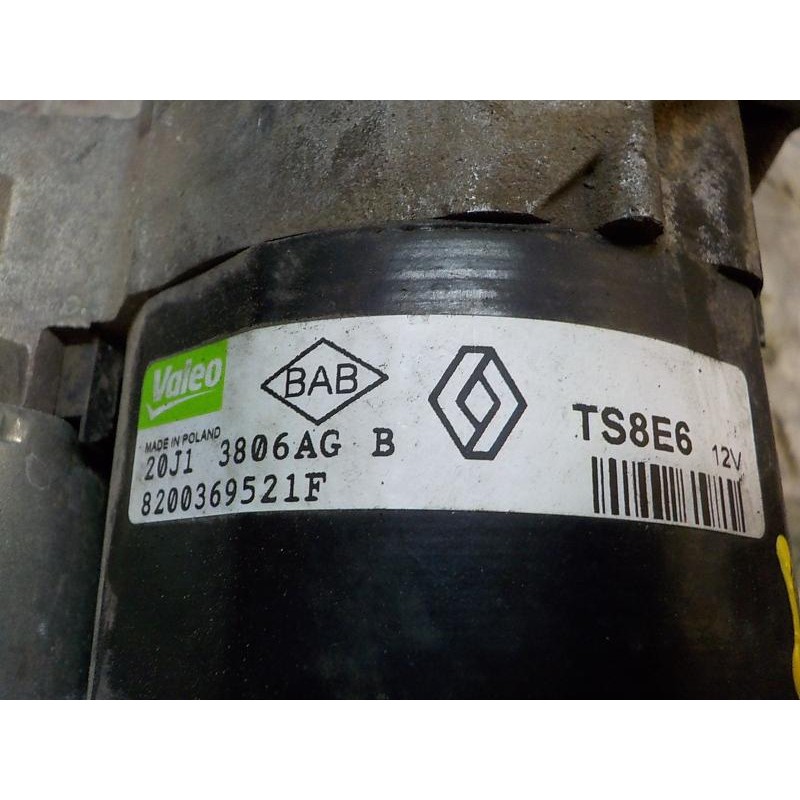 Valeo
BAB
MADE IN POLAND
20J1 3806AG B
8200369521F
TS8E6 12V